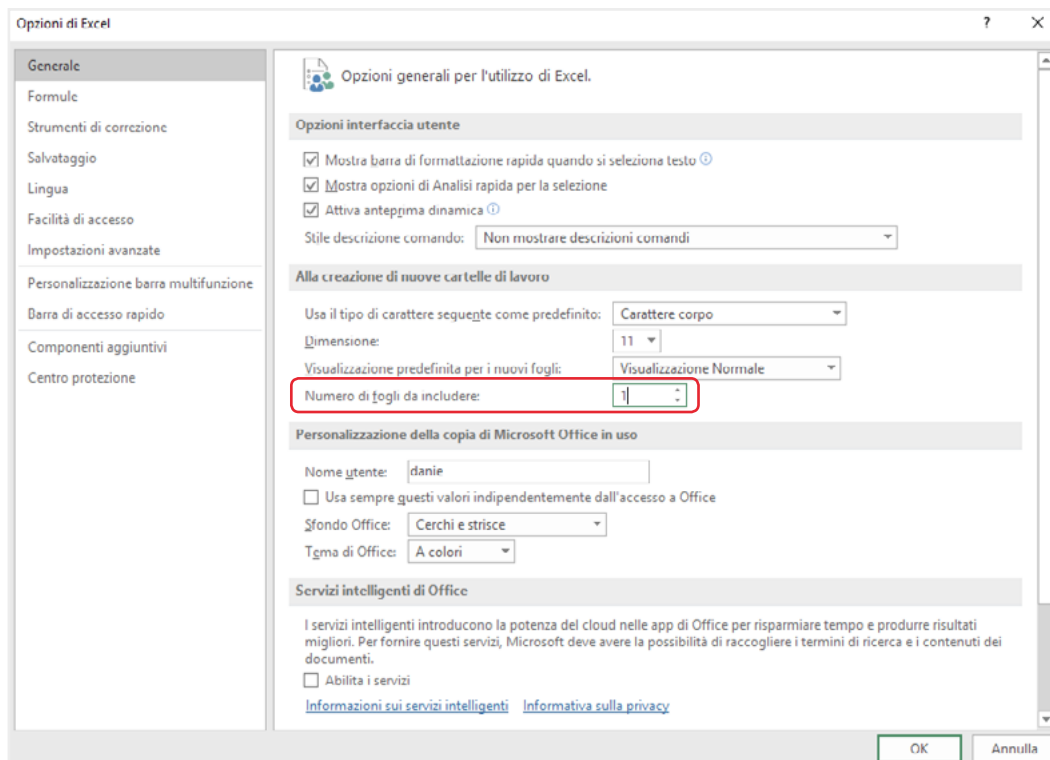 Opzioni di Excel
?
Generale
Formule
Strumenti di correzione
Salvataggio
Lingua
Facilità di accesso
Impostazioni avanzate
Personalizzazione barra multifunzione
Barra di accesso rapido
Componenti aggiuntivi
Centro protezione
Opzioni generali per l'utilizzo di Excel.
Opzioni interfaccia utente
Mostra barra di formattazione rapida quando si seleziona testo
Mostra opzioni di Analisi rapida per la selezione
Attiva anteprima dinamica
Stile descrizione comando: Non mostrare descrizioni comandi
Alla creazione di nuove cartelle di lavoro
Usa il tipo di carattere seguente come predefinito: Carattere corpo
Dimensione: 11
Visualizzazione predefinita per i nuovi fogli: Visualizzazione Normale
Numero di fogli da includere: 1
Personalizzazione della copia di Microsoft Office in uso
Nome utente: danie
Usa sempre questi valori indipendentemente dall'accesso a Office
Sfondo Office: Cerchi e strisce
Tema di Office: A colori
Servizi intelligenti di Office
I servizi intelligenti introducono la potenza del cloud nelle app di Office per risparmiare tempo e produrre risultati
migliori. Per fornire questi servizi, Microsoft deve avere la possibilità di raccogliere i termini di ricerca e i contenuti dei
documenti.
Abilita i servizi
Informazioni sui servizi intelligenti Informativa sulla privacy
OK Annulla